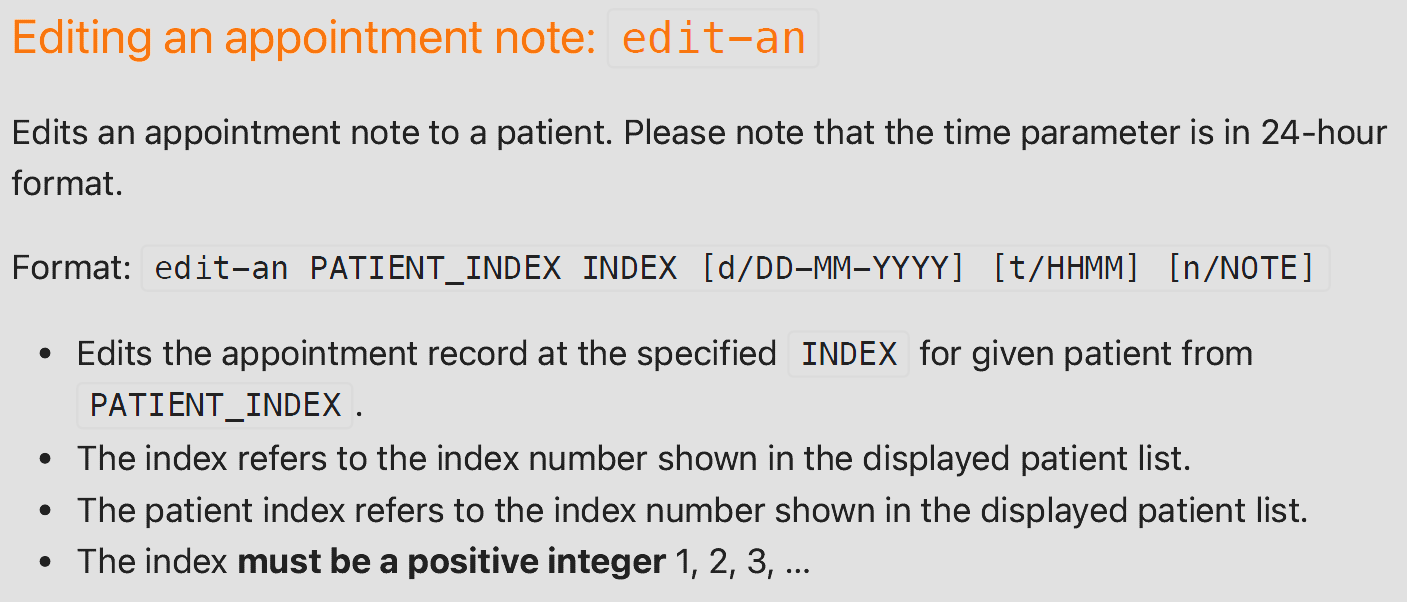 Editing an appointment note: edit-an
Edits an appointment note to a patient. Please note that the time parameter is in 24-hour
format.
Format: edit-an PATIENT_INDEX INDEX [d/DD-MM-YYYY] [t/HHMM] [n/NOTE]
• Edits the appointment record at the specified INDEX for given patient from
PATIENT_INDEX.
• The index refers to the index number shown in the displayed patient list.
• The patient index refers to the index number shown in the displayed patient list.
• The index must be a positive integer 1, 2, 3, …